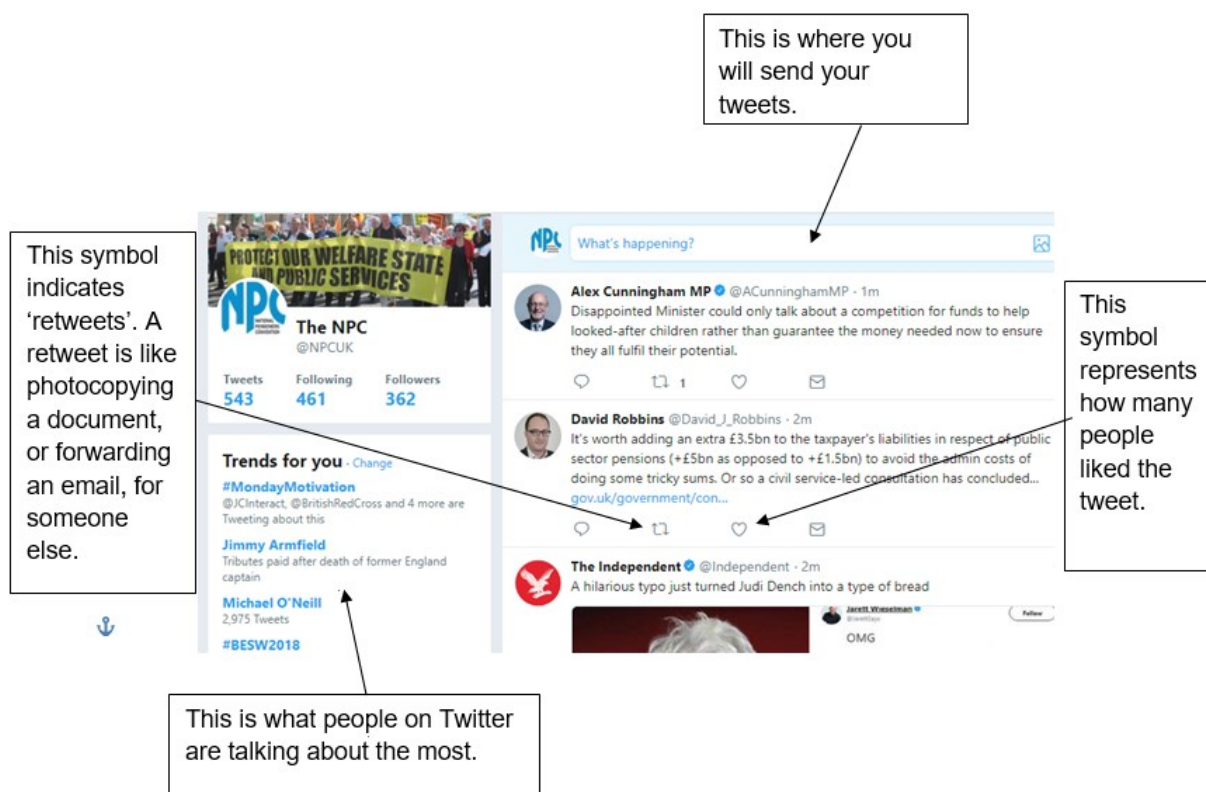 This is where you
will send your
tweets.
This symbol
indicates
‘retweets’. A
retweet is like
photocopying
a document,
or forwarding
an email, for
someone
else.
PROTECT OUR WELFARE STATE
AND PUBLIC SERVICES
NPC
NATIONAL
PENSIONERS
CONVENTION
The NPC
@NPCUK
Tweets Following Followers
543 461 362
Trends for you · Change
#MondayMotivation
@JCInteract, @BritishRedCross and 4 more are
Tweeting about this
Jimmy Armfield
Tributes paid after death of former England
captain
Michael O'Neill
2,975 Tweets
#BESW2018
NPC
What's happening?
Alex Cunningham MP @ACunninghamMP · 1m
Disappointed Minister could only talk about a competition for funds to help
looked-after children rather than guarantee the money needed now to ensure
they all fulfil their potential.
1
David Robbins @David_J_Robbins · 2m
It's worth adding an extra £3.5bn to the taxpayer's liabilities in respect of public
sector pensions (+£5bn as opposed to +£1.5bn) to avoid the admin costs of
doing some tricky sums. Or so a civil service-led consultation has concluded...
gov.uk/government/con...
The Independent @Independent · 2m
A hilarious typo just turned Judi Dench into a type of bread
Jarett Wieselman
Follow
OMG
This
symbol
represents
how many
people
liked the
tweet.
This is what people on Twitter
are talking about the most.